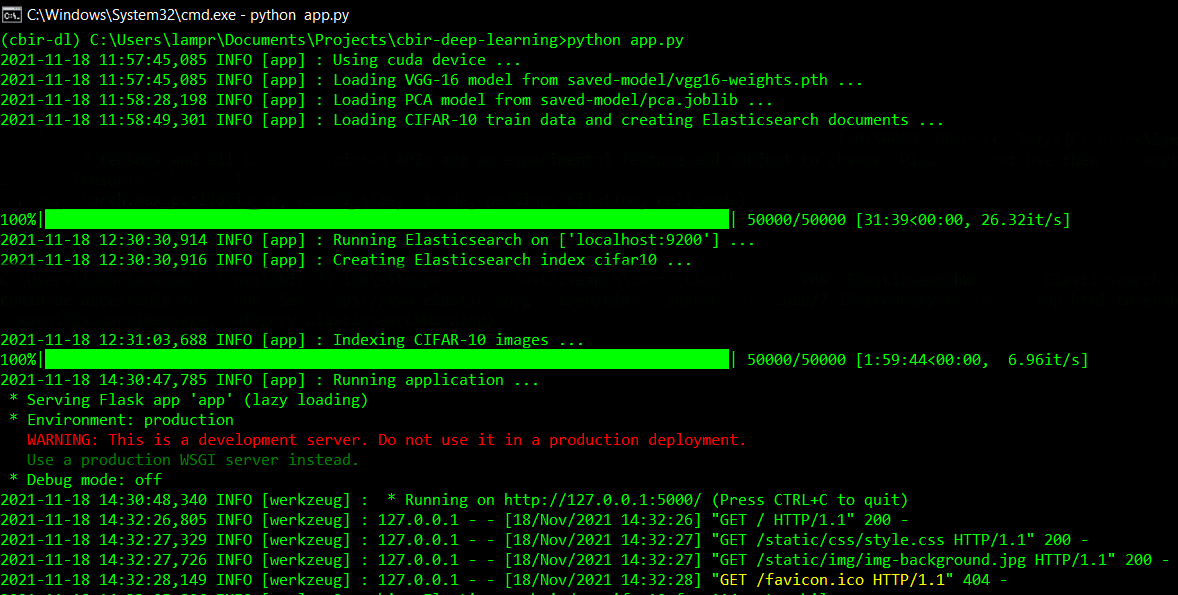 C:\Windows\System32\cmd.exe - python app.py
(cbir-dl) C:\Users\lampr\Documents\Projects\cbir-deep-learning>python app.py
2021-11-18 11:57:45,085 INFO [app] : Using cuda device ...
2021-11-18 11:57:45,085 INFO [app] : Loading VGG-16 model from saved-model/vgg16-weights.pth ...
2021-11-18 11:58:28,198 INFO [app] : Loading PCA model from saved-model/pca.joblib ...
2021-11-18 11:58:49,301 INFO [app] : Loading CIFAR-10 train data and creating Elasticsearch documents ...
100%| | 50000/50000 [31:39<00:00, 26.32it/s]
2021-11-18 12:30:30,914 INFO [app] : Running Elasticsearch on ['localhost:9200'] ...
2021-11-18 12:30:30,916 INFO [app] : Creating Elasticsearch index cifar10 ...
2021-11-18 12:31:03,688 INFO [app] : Indexing CIFAR-10 images ...
100%| | 50000/50000 [1:59:44<00:00, 6.96it/s]
2021-11-18 14:30:47,785 INFO [app] : Running application ...
* Serving Flask app 'app' (lazy loading)
* Environment: production
WARNING: This is a development server. Do not use it in a production deployment.
Use a production WSGI server instead.
* Debug mode: off
2021-11-18 14:30:48,340 INFO [werkzeug] :  * Running on http://127.0.0.1:5000/ (Press CTRL+C to quit)
2021-11-18 14:32:26,805 INFO [werkzeug] : 127.0.0.1 - - [18/Nov/2021 14:32:26] "GET / HTTP/1.1" 200 -
2021-11-18 14:32:27,329 INFO [werkzeug] : 127.0.0.1 - - [18/Nov/2021 14:32:27] "GET /static/css/style.css HTTP/1.1" 200 -
2021-11-18 14:32:27,726 INFO [werkzeug] : 127.0.0.1 - - [18/Nov/2021 14:32:27] "GET /static/img/img-background.jpg HTTP/1.1" 200 -
2021-11-18 14:32:28,149 INFO [werkzeug] : 127.0.0.1 - - [18/Nov/2021 14:32:28] "GET /favicon.ico HTTP/1.1" 404 -